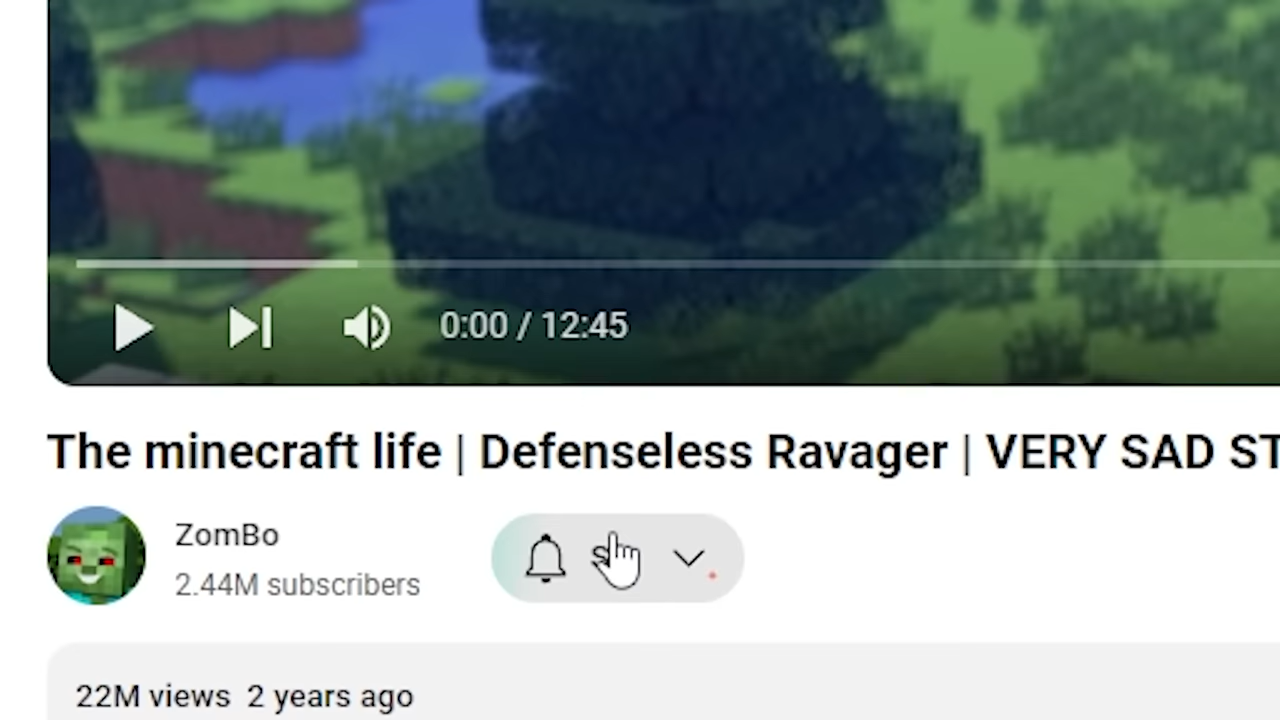 0:00 / 12:45
The minecraft life | Defenseless Ravager | VERY SAD ST
ZomBo
2.44M subscribers
22M views 2 years ago